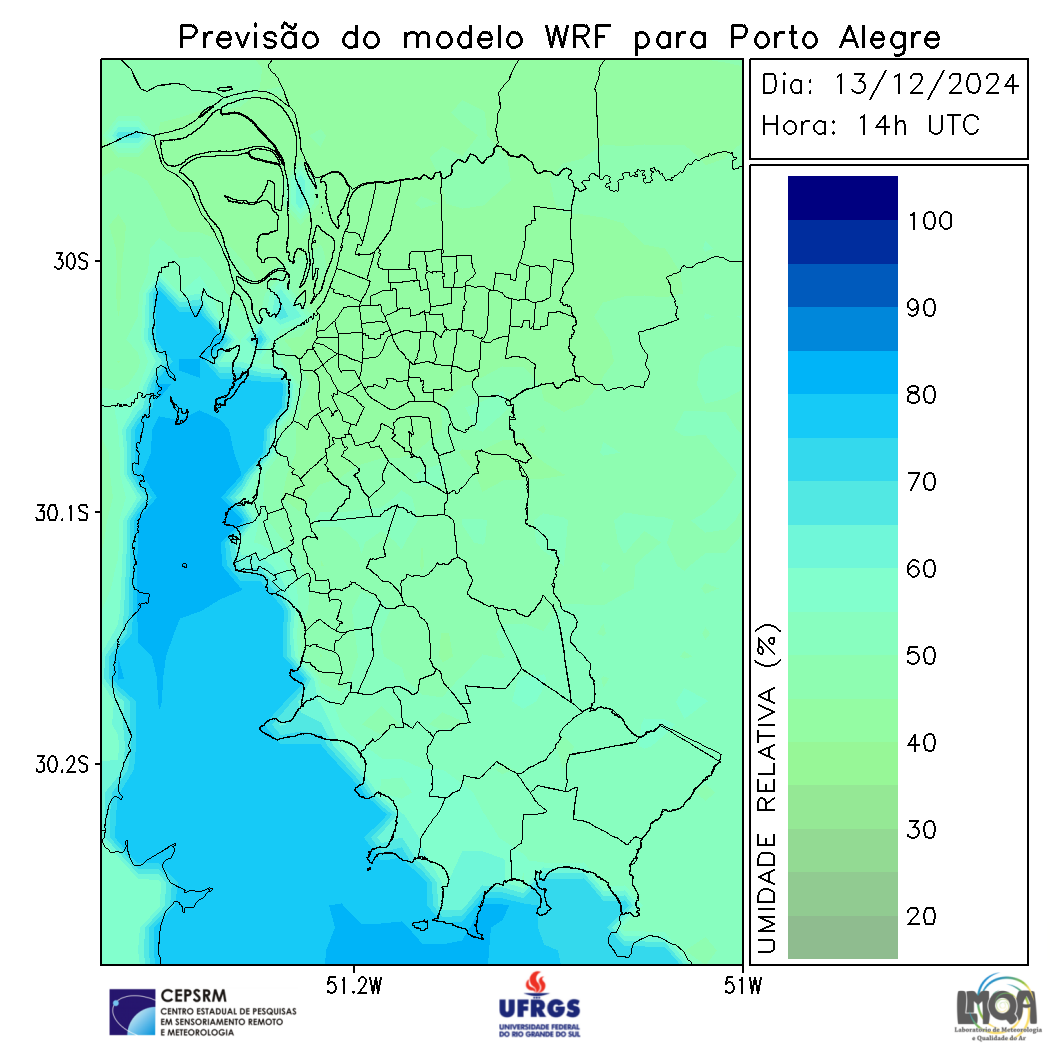 Previsão do modelo WRF para Porto Alegre
Dia: 13/12/2024
Hora: 14h UTC
30S
30.1S
30.2S
51.2W
51W
100
90
80
70
60
50
40
30
20
UMIDADE RELATIVA (%)
CEPSRM
CENTRO ESTADUAL DE PESQUISAS
EM SENSORIAMENTO REMOTO
E METEOROLOGIA
UFRGS
UNIVERSIDADE FEDERAL
DO RIO GRANDE DO SUL
LMQA
Laboratório de Meteorologia
e Qualidade do Ar